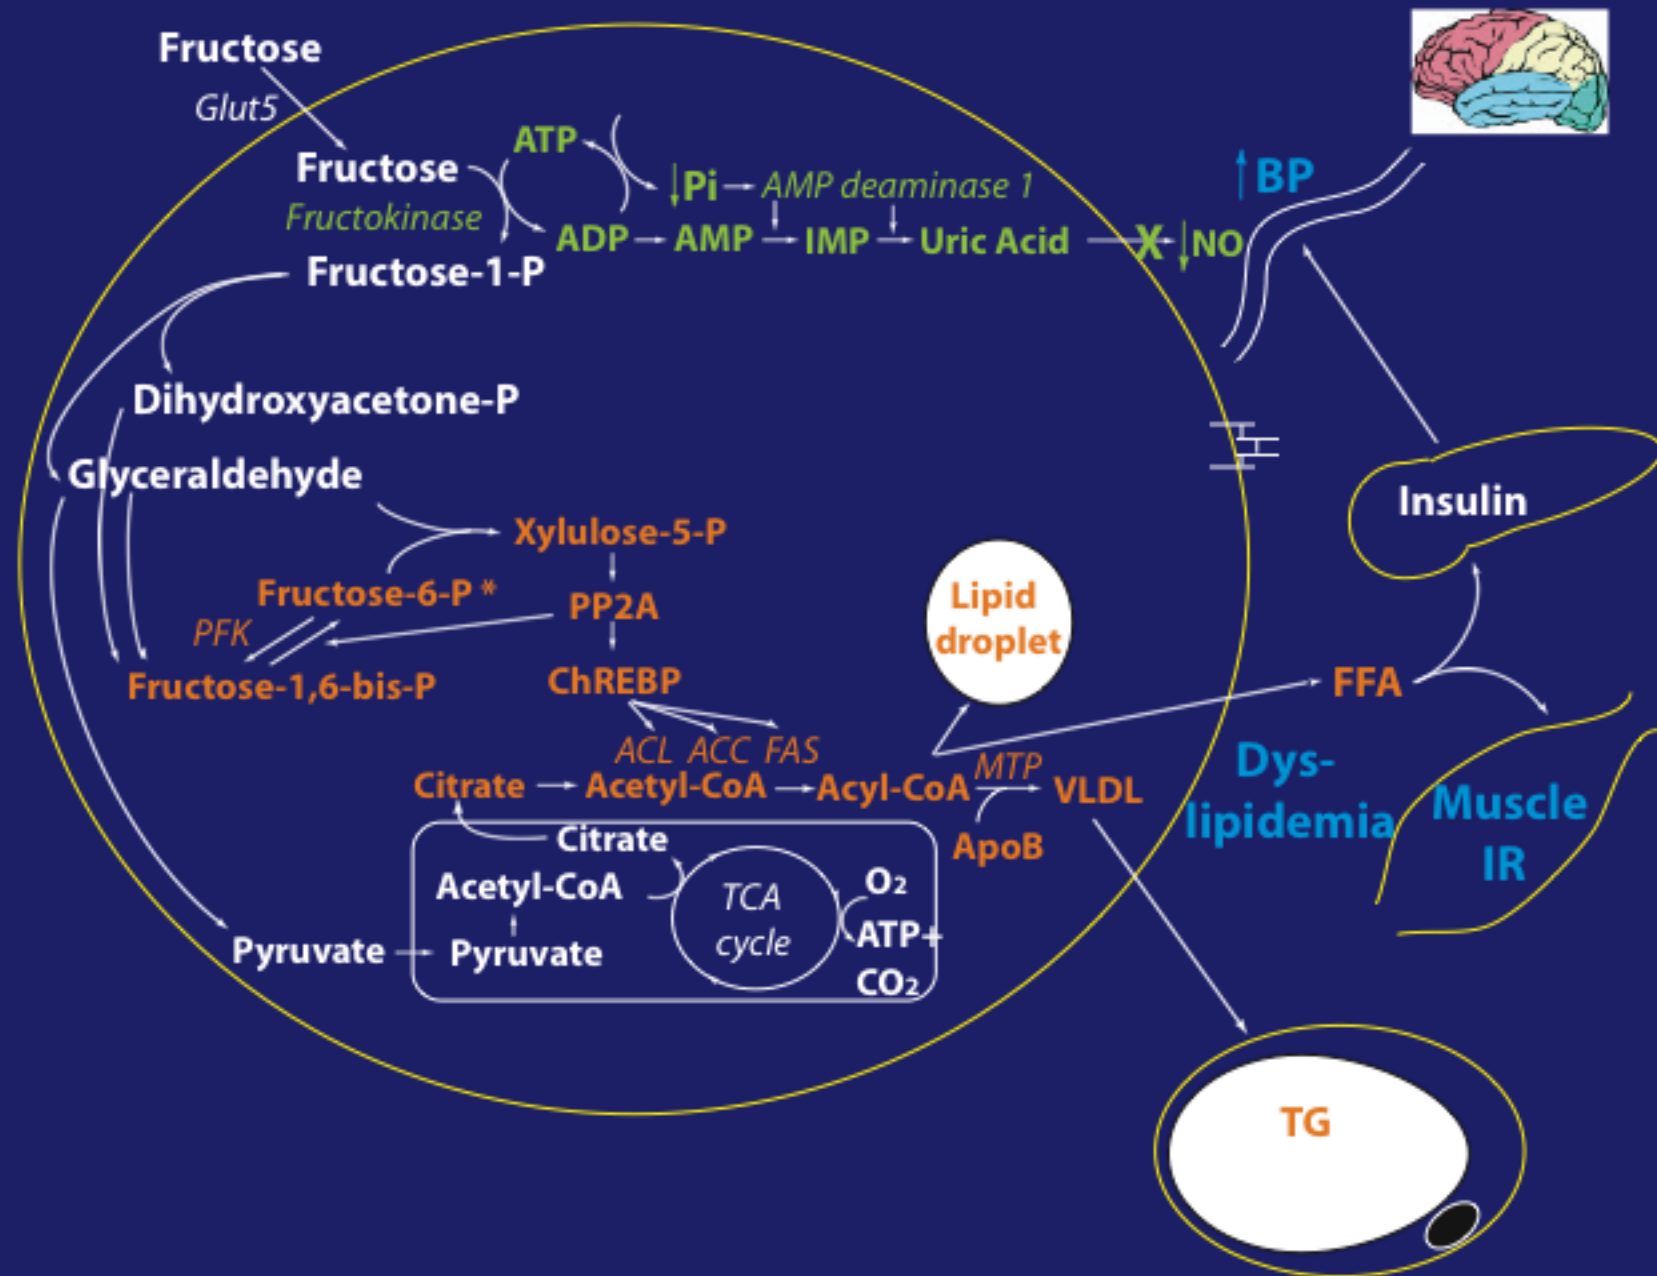 Fructose
Glut5
ATP
Fructose
↓Pi
AMP deaminase 1
↑ BP
Fructokinase
ADP
AMP
IMP
Uric Acid
X
↓NO
Fructose-1-P
Dihydroxyacetone-P
Glyceraldehyde
Insulin
Xylulose-5-P
Fructose-6-P *
PP2A
Lipid
droplet
PFK
Fructose-1,6-bis-P
ChREBP
FFA
ACL ACC FAS
MTP
Citrate
Acetyl-CoA
Acyl-CoA
VLDL
Dys-
lipidemia
Muscle
IR
Citrate
ApoB
Acetyl-CoA
TCA
cycle
O2
ATP+
CO2
Pyruvate
Pyruvate
TG